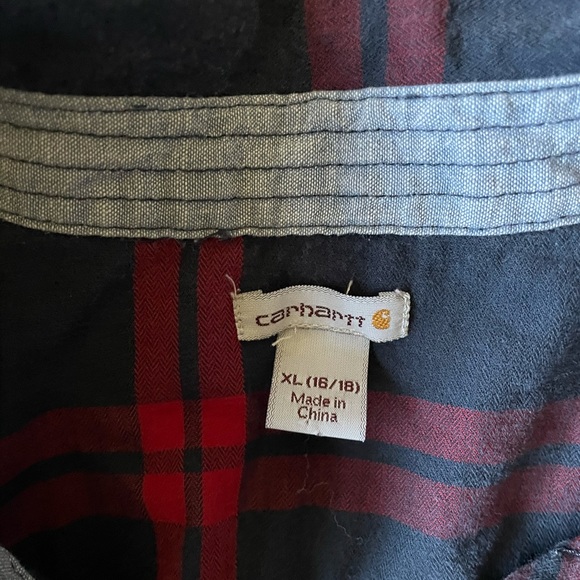 carhartt
XL (16/18)
Made in
China